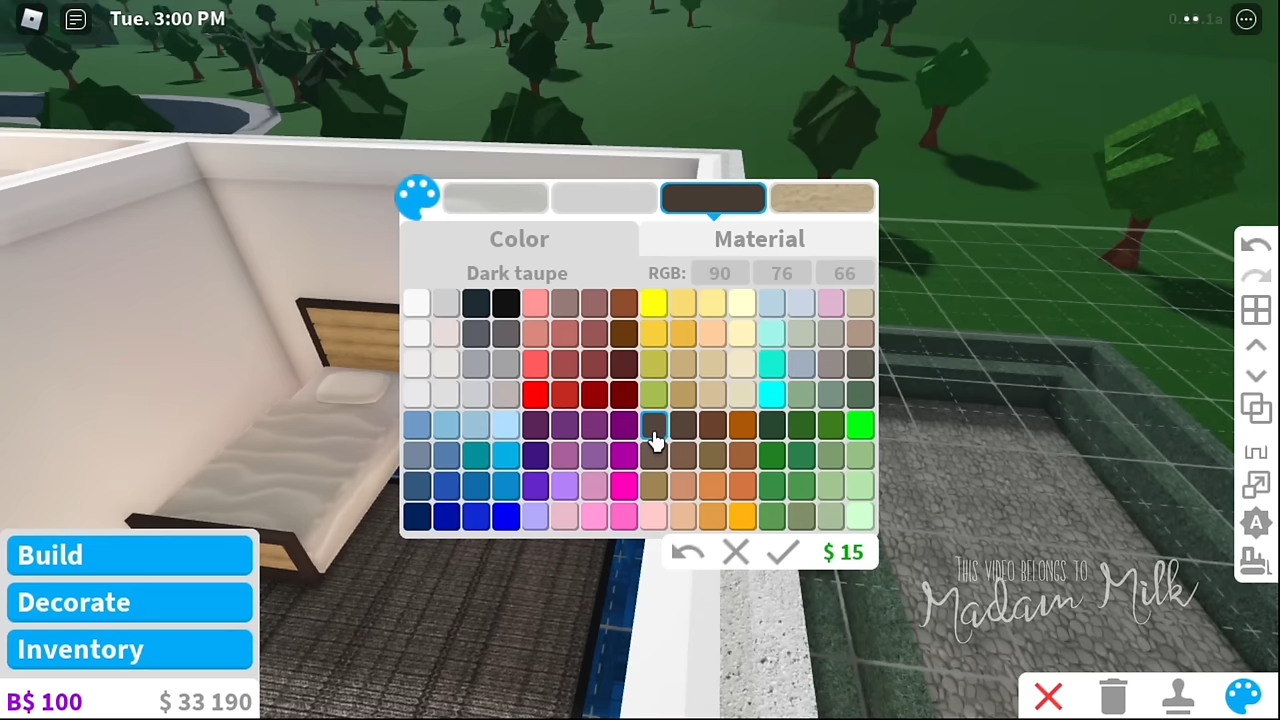 Tue. 3:00 PM
Color
Material
Dark taupe
RGB: 90 76 66
$ 15
Build
Decorate
Inventory
B$ 100 $ 33 190
THIS VIDEO BELONGS TO
Madam Milk
A